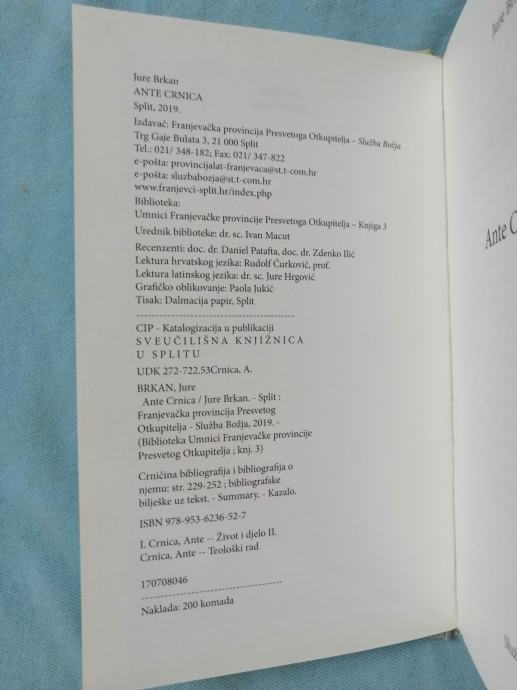 Jure Brkan
ANTE CRNICA
Split, 2019.
Izdavač: Franjevačka provincija Presvetoga Otkupitelja – Služba Božja
Trg Gaje Bulata 3, 21 000 Split
Tel.: 021/ 348-182; Fax: 021/ 347-822
e-pošta: provincijalat-franjevaca@st.t-com.hr
e-pošta: sluzbabozja@st.t-com.hr
www.franjevci-split.hr/index.php
Biblioteka:
Umnici Franjevačke provincije Presvetoga Otkupitelja – Knjiga 3
Urednik biblioteke: dr. sc. Ivan Macut
Recenzenti: doc. dr. Daniel Patafta, doc. dr. Zdenko Ilić
Lektura hrvatskog jezika: Rudolf Ćurković, prof.
Lektura latinskog jezika: dr. sc. Jure Hrgović
Grafičko oblikovanje: Paola Jukić
Tisak: Dalmacija papir, Split
----------------------------------------
CIP - Katalogizacija u publikaciji
SVEUČILIŠNA KNJIŽNICA
U SPLITU
UDK 272-722.53Crnica, A.
BRKAN, Jure
Ante Crnica / Jure Brkan. - Split :
Franjevačka provincija Presvetog
Otkupitelja - Služba Božja, 2019. -
(Biblioteka Umnici Franjevačke provincije
Presvetog Otkupitelja ; knj. 3)
Crničina bibliografija i bibliografija o
njemu: str. 229-252 ; bibliografske
bilješke uz tekst. - Summary. - Kazalo.
ISBN 978-953-6236-52-7
I. Crnica, Ante -- Život i djelo II.
Crnica, Ante -- Teološki rad
170708046
------------------------------------
Naklada: 200 komada
Jure B
Ante C